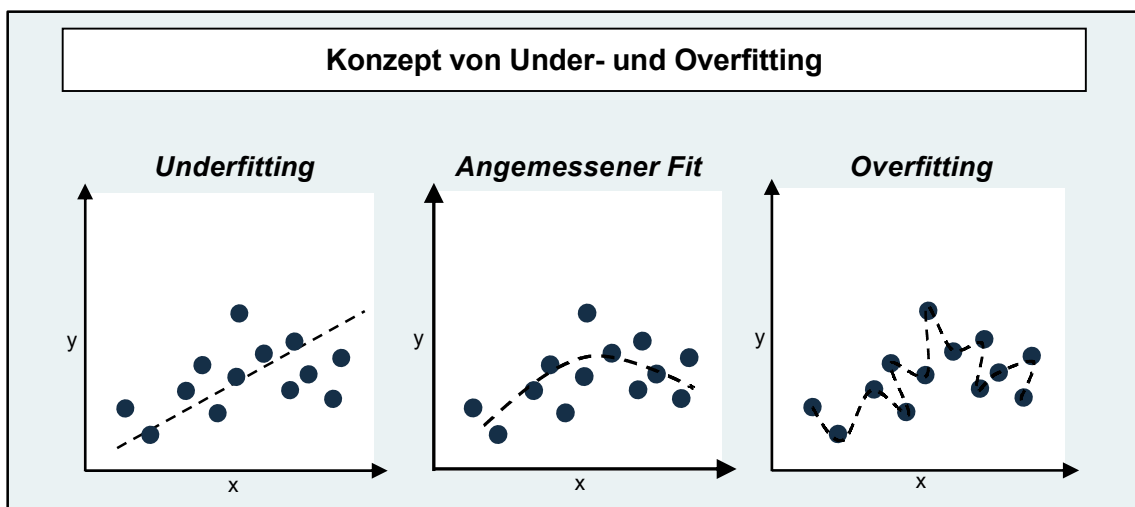 Konzept von Under- und Overfitting
Underfitting
Angemessener Fit
Overfitting
y
x
y
x
y
x